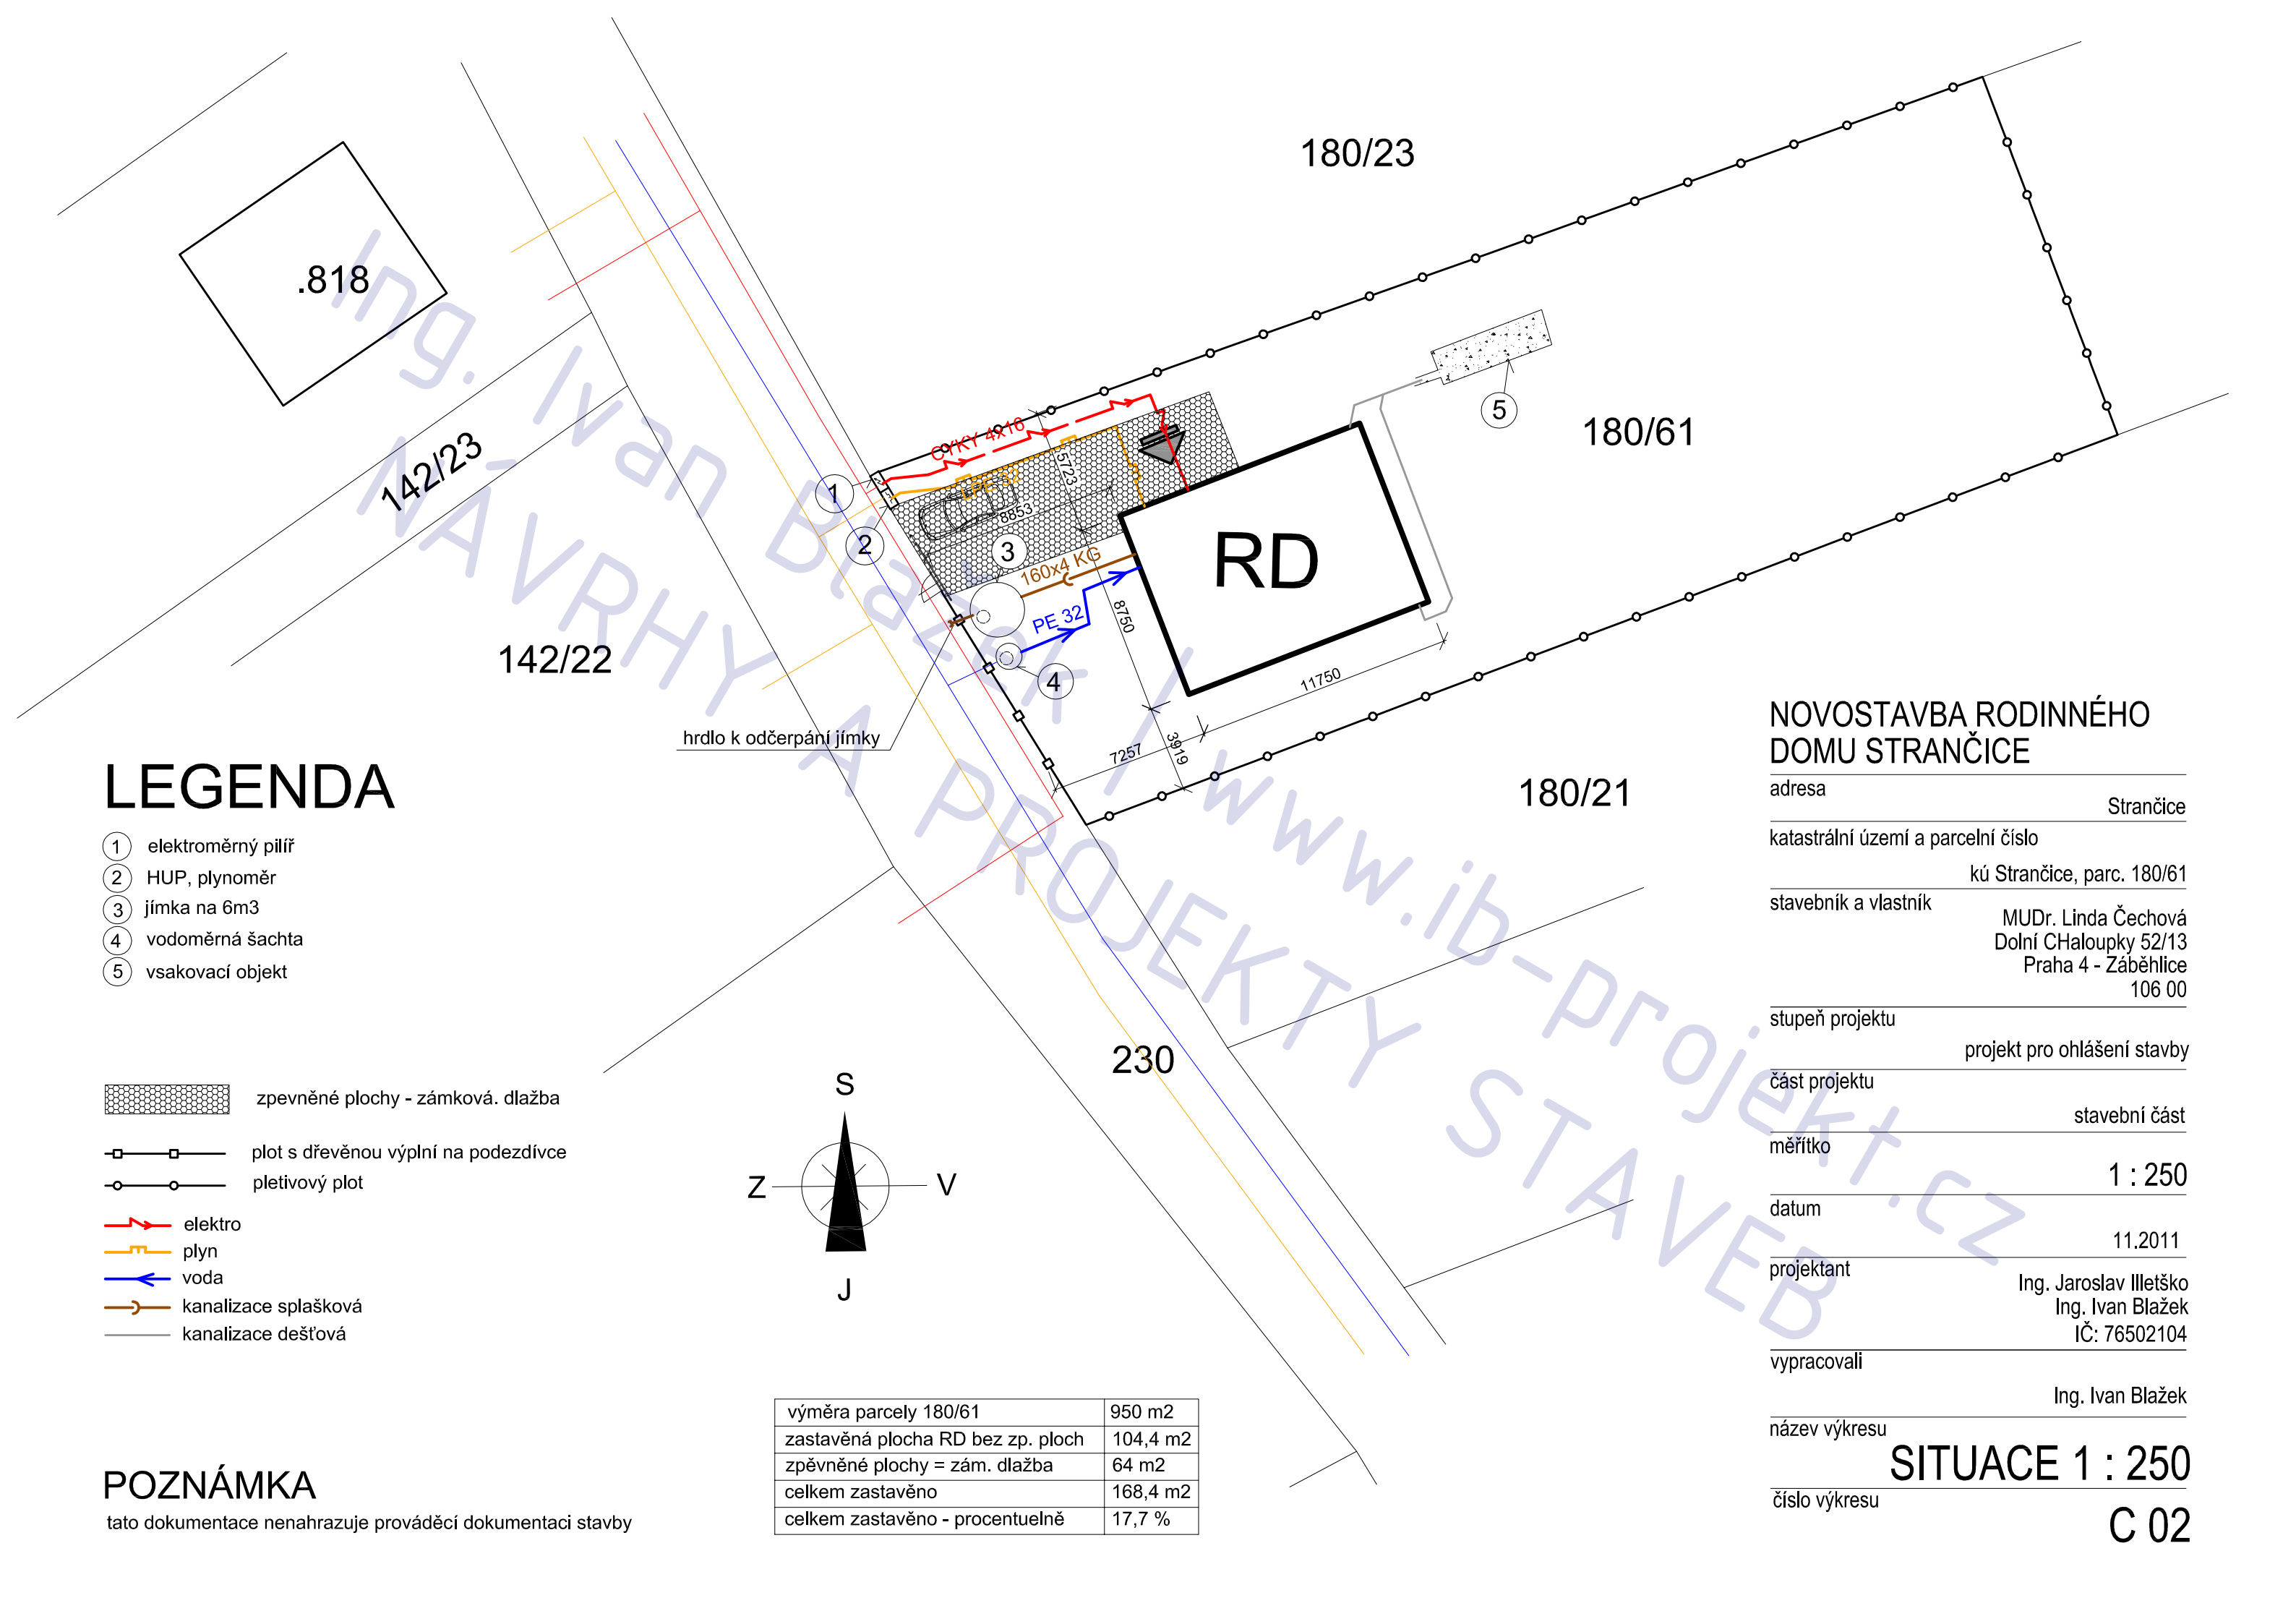 180/23
.818
180/61
142/23
CYKY 4x16
5723
8853
1
2
3
4
5
RD
160x4 KG
PE 32
8750
11750
142/22
hrdlo k odčerpání jímky
7257
3919
180/21
230
Ing. Ivan Blažek | www.ib-projekt.cz
NÁVRHY A PROJEKTY STAVEB
LEGENDA
1 elektroměrný pilíř
2 HUP, plynoměr
3 jímka na 6m3
4 vodoměrná šachta
5 vsakovací objekt
zpevněné plochy - zámková. dlažba
plot s dřevěnou výplní na podezdívce
pletivový plot
elektro
plyn
voda
kanalizace splašková
kanalizace dešťová
S
Z
V
J
POZNÁMKA
tato dokumentace nenahrazuje prováděcí dokumentaci stavby
výměra parcely 180/61 950 m2
zastavěná plocha RD bez zp. ploch 104,4 m2
zpěvněné plochy = zám. dlažba 64 m2
celkem zastavěno 168,4 m2
celkem zastavěno - procentuelně 17,7 %
NOVOSTAVBA RODINNÉHO
DOMU STRANČICE
adresa
Strančice
katastrální území a parcelní číslo
kú Strančice, parc. 180/61
stavebník a vlastník
MUDr. Linda Čechová
Dolní CHaloupky 52/13
Praha 4 - Záběhlice
106 00
stupeň projektu
projekt pro ohlášení stavby
část projektu
stavební část
měřítko
1 : 250
datum
11.2011
projektant
Ing. Jaroslav Illetško
Ing. Ivan Blažek
IČ: 76502104
vypracovali
Ing. Ivan Blažek
název výkresu
SITUACE 1 : 250
číslo výkresu
C 02